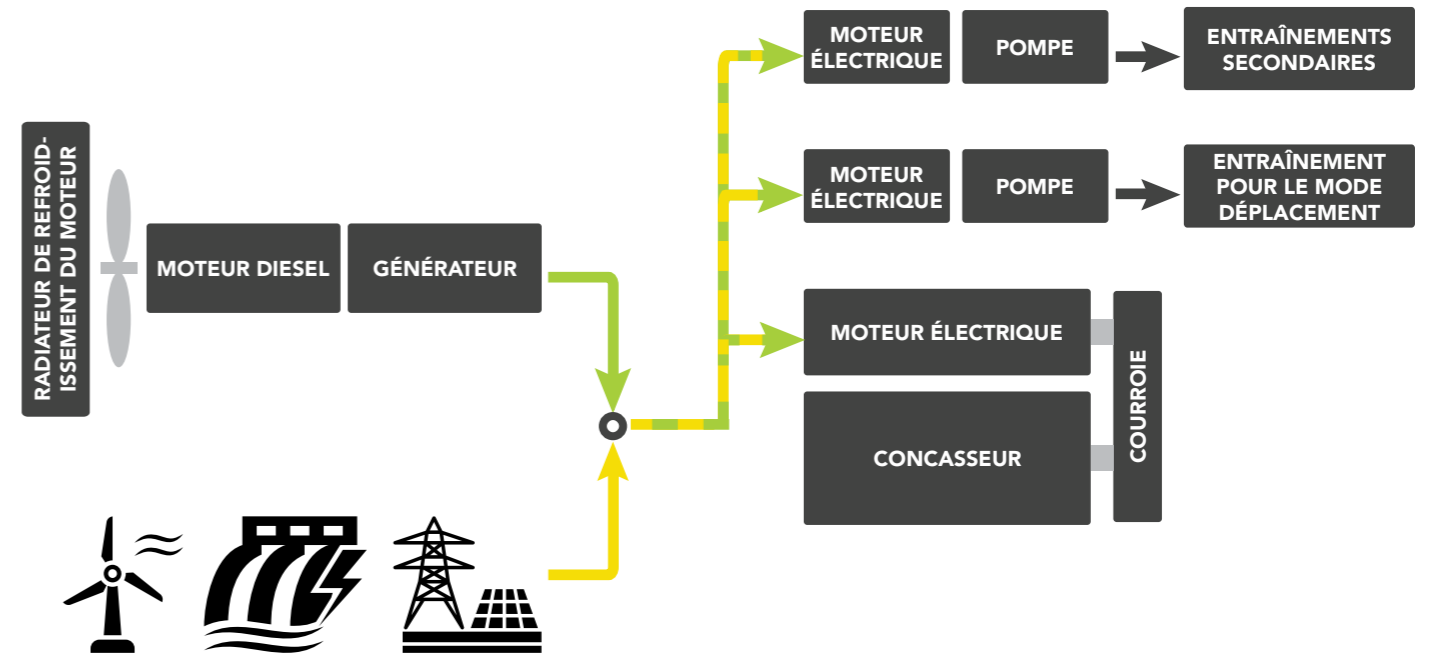 MOTEUR
ÉLECTRIQUE
POMPE
ENTRAÎNEMENTS
SECONDAIRES
RADIATEUR DE REFROID-
ISSEMENT DU MOTEUR
MOTEUR
ÉLECTRIQUE
POMPE
ENTRAÎNEMENT
POUR LE MODE
DÉPLACEMENT
MOTEUR DIESEL
GÉNÉRATEUR
MOTEUR ÉLECTRIQUE
COURROIE
CONCASSEUR